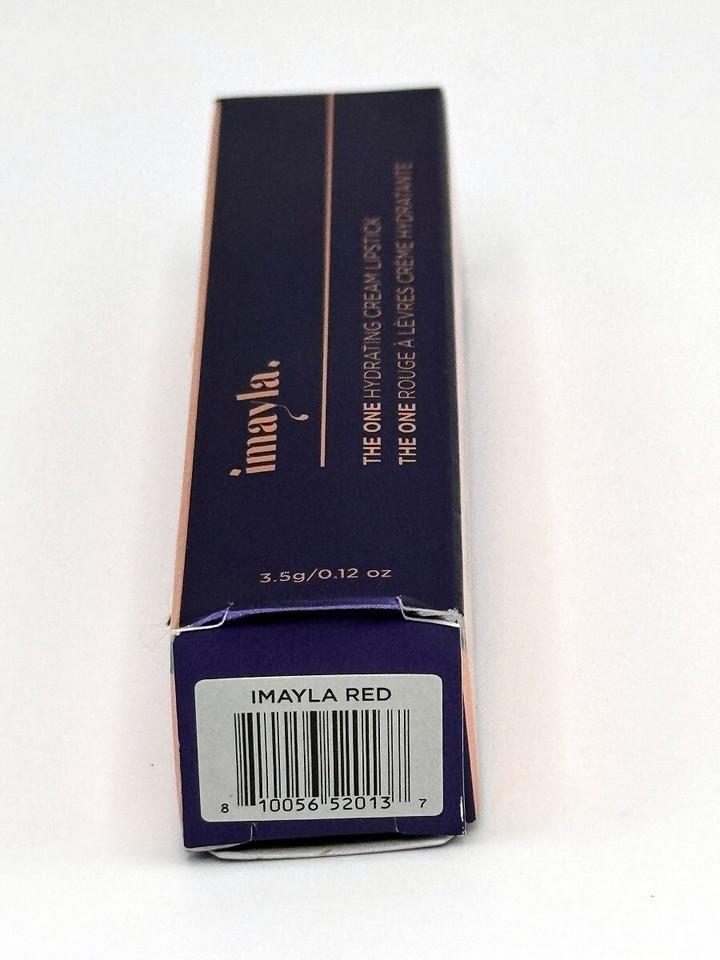 imayla.
THE ONE HYDRATING CREAM LIPSTICK
THE ONE ROUGE À LÈVRES CRÈME HYDRATANTE
3.5g/0.12 oz
IMAYLA RED
8 10056 52013 7